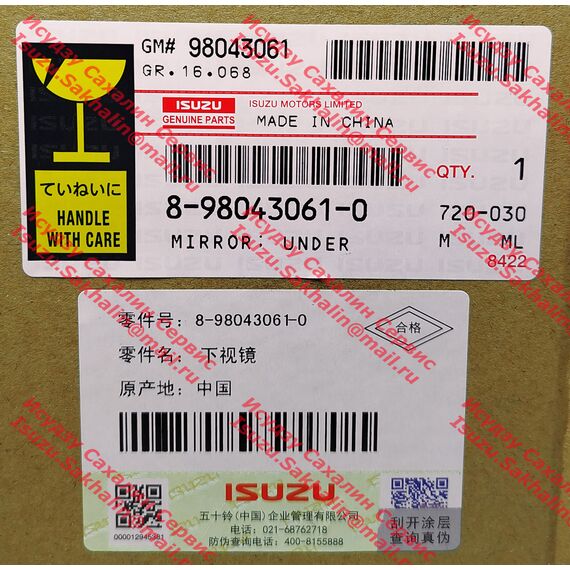 GM# 98043061
GR.16.068
ISUZU
GENUINE PARTS
ISUZU MOTORS LIMITED
MADE IN CHINA
ていねいに
HANDLE
WITH CARE
QTY. 1
8-98043061-0
720-030
MIRROR; UNDER
M ML
8422
零件号: 8-98043061-0
零件名: 下视镜
原产地: 中国
合格
ISUZU
五十铃(中国)企业管理有限公司
电话: 021-68762718
防伪查询电话: 400-8155888
000012945381
刮开涂层
查询真伪
Исудзу Сахалин Сервис
Isuzu.Sakhalin@mail.ru